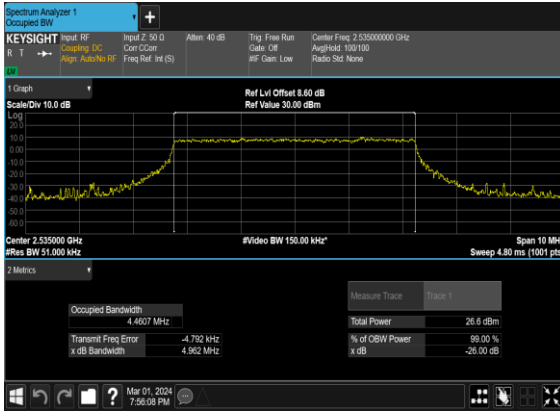 Spectrum Analyzer 1
Occupied BW
+
KEYSIGHT
R T
Input: RF
Coupling: DC
Align: Auto/No RF
Input Z: 50 Ω
Corr CCorr
Freq Ref: Int (S)
Atten: 40 dB
Trig: Free Run
Gate: Off
#IF Gain: Low
Center Freq: 2.535000000 GHz
Avg|Hold: 100/100
Radio Std: None
1 Graph
Scale/Div 10.0 dB
Ref Lvl Offset 8.60 dB
Ref Value 30.00 dBm
Log
20.0
10.0
0.00
-10.0
-20.0
-30.0
-40.0
-50.0
-60.0
Center 2.535000 GHz
#Res BW 51.000 kHz
#Video BW 150.00 kHz*
Span 10 MH
Sweep 4.80 ms (1001 pts
2 Metrics
Measure Trace
Trace 1
Occupied Bandwidth
4.4607 MHz
Total Power
26.6 dBm
Transmit Freq Error
-4.792 kHz
% of OBW Power
99.00 %
x dB Bandwidth
4.962 MHz
x dB
-26.00 dB
?
Mar 01, 2024
7:56:08 PM